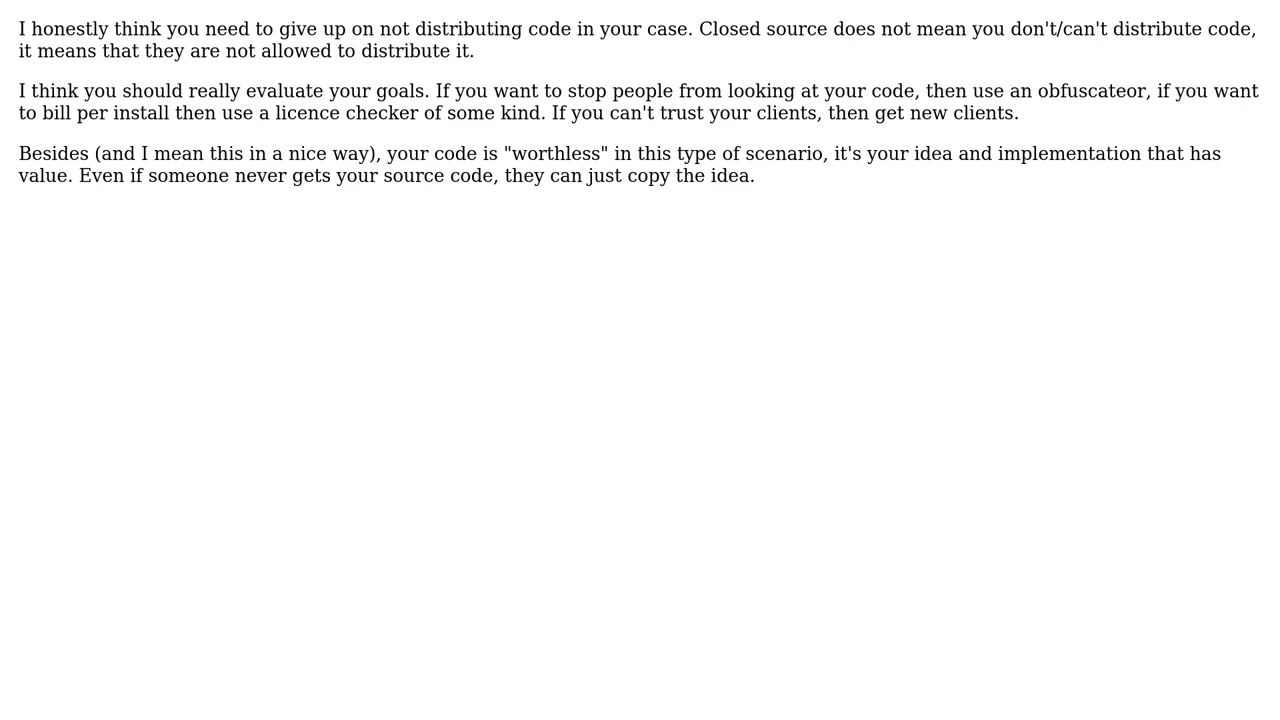 I honestly think you need to give up on not distributing code in your case. Closed source does not mean you don't/can't distribute code,
it means that they are not allowed to distribute it.
I think you should really evaluate your goals. If you want to stop people from looking at your code, then use an obfuscateor, if you want
to bill per install then use a licence checker of some kind. If you can't trust your clients, then get new clients.
Besides (and I mean this in a nice way), your code is "worthless" in this type of scenario, it's your idea and implementation that has
value. Even if someone never gets your source code, they can just copy the idea.